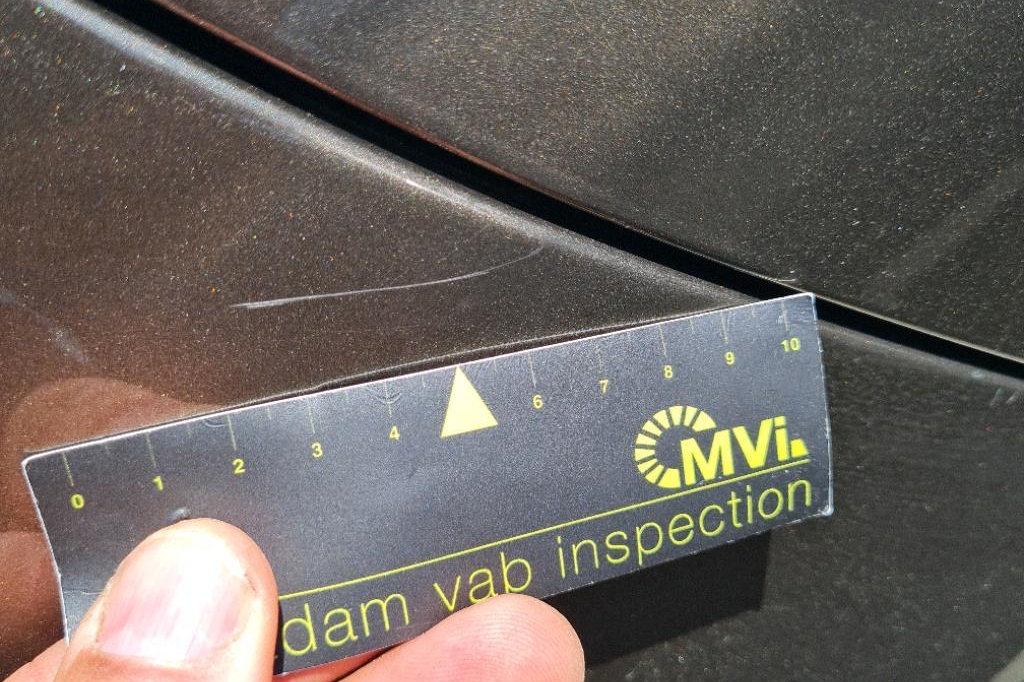 0 1 2 3 4 6 7 8 9 10
MVi
dam vab inspection